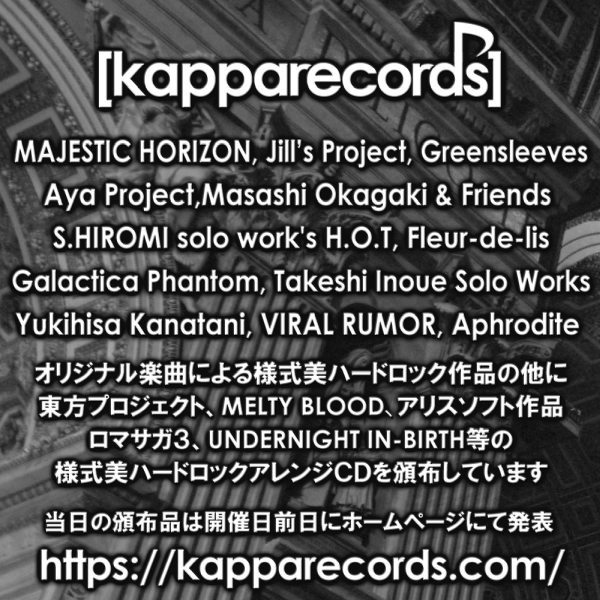 [kapparecords]
MAJESTIC HORIZON, Jill's Project, Greensleeves
Aya Project,Masashi Okagaki & Friends
S.HIROMI solo work's H.O.T, Fleur-de-lis
Galactica Phantom, Takeshi Inoue Solo Works
Yukihisa Kanatani, VIRAL RUMOR, Aphrodite
オリジナル楽曲による様式美ハードロック作品の他に
東方プロジェクト、MELTY BLOOD、アリスソフト作品
ロマサガ3、UNDERNIGHT IN-BIRTH等の
様式美ハードロックアレンジCDを頒布しています
当日の頒布品は開催日前日にホームページにて発表
https://kapparecords.com/